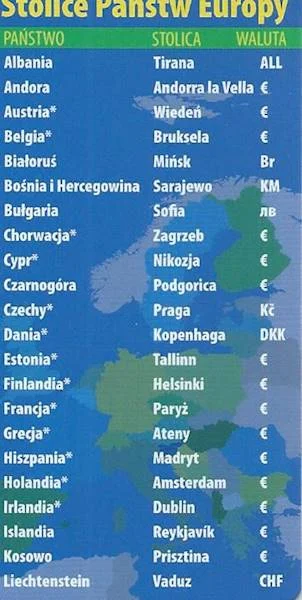 Stolice Państw Europy
PAŃSTWO STOLICA WALUTA
Albania Tirana ALL
Andora Andorra la Vella €
Austria* Wiedeń €
Belgia* Bruksela €
Białoruś Mińsk Br
Bośnia i Hercegowina Sarajewo KM
Bułgaria Sofia лв
Chorwacja* Zagrzeb €
Cypr* Nikozja €
Czarnogóra Podgorica €
Czechy* Praga Kč
Dania* Kopenhaga DKK
Estonia* Tallinn €
Finlandia* Helsinki €
Francja* Paryż €
Grecja* Ateny €
Hiszpania* Madryt €
Holandia* Amsterdam €
Irlandia* Dublin €
Islandia Reykjavík €
Kosowo Prisztina €
Liechtenstein Vaduz CHF